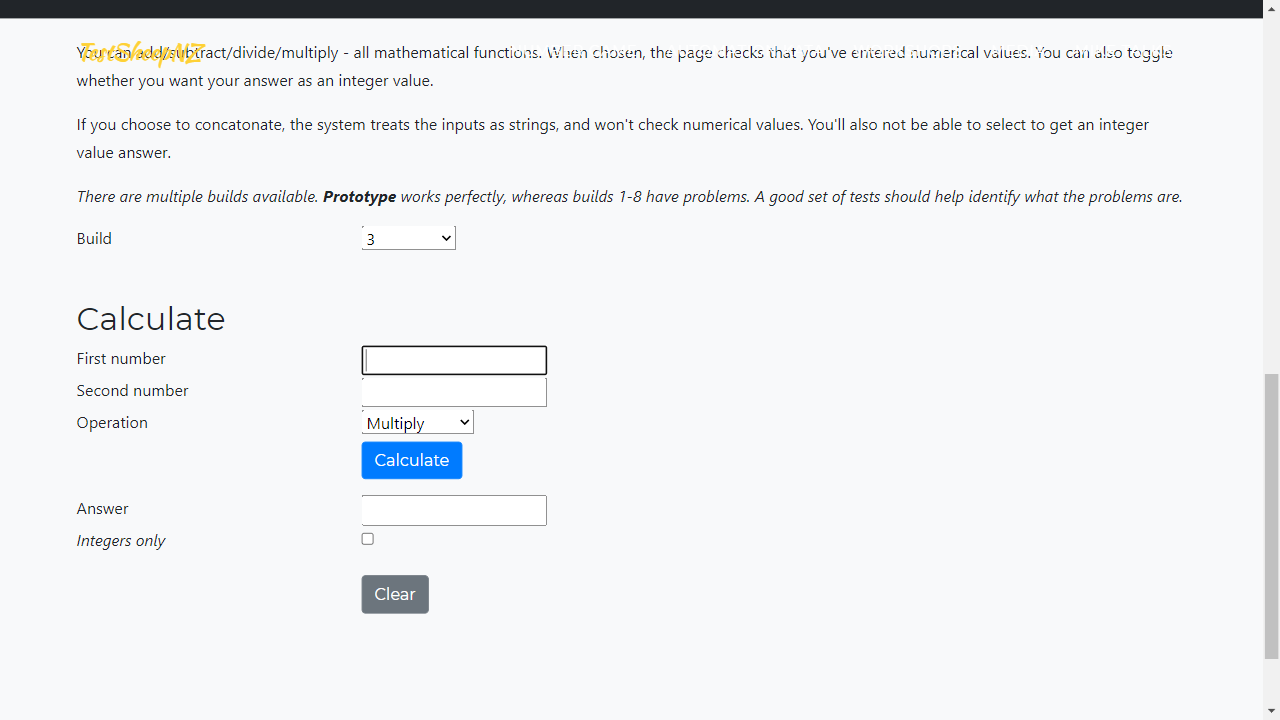 TestSheepNZ
You can add/subtract/divide/multiply - all mathematical functions. When chosen, the page checks that you've entered numerical values. You can also toggle
whether you want your answer as an integer value.
If you choose to concatonate, the system treats the inputs as strings, and won't check numerical values. You'll also not be able to select to get an integer
value answer.
There are multiple builds available. Prototype works perfectly, whereas builds 1-8 have problems. A good set of tests should help identify what the problems are.
Build 3
Calculate
First number
Second number
Operation Multiply
Calculate
Answer
Integers only
Clear